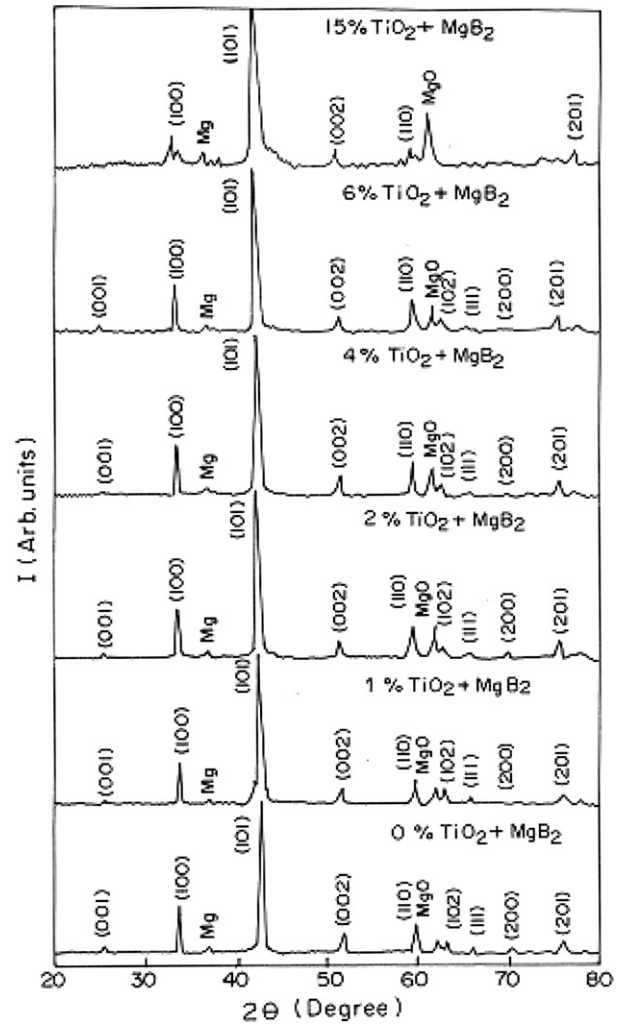 15% TiO2 + MgB2
(101)
(100)
Mg
(002)
(110)
MgO
(201)
6% TiO2 + MgB2
(101)
(001)
(100)
Mg
(002)
(110)
MgO
(102)
(111)
(200)
(201)
4% TiO2 + MgB2
(101)
(001)
(100)
Mg
(002)
(110)
MgO
(102)
(111)
(200)
(201)
2% TiO2 + MgB2
(101)
(001)
(100)
Mg
(002)
(110)
MgO
(102)
(111)
(200)
(201)
1% TiO2 + MgB2
(101)
(001)
(100)
Mg
(002)
(110)
MgO
(102)
(111)
(200)
(201)
0% TiO2 + MgB2
(101)
(001)
(100)
Mg
(002)
(110)
MgO
(102)
(111)
(200)
(201)
I (Arb. units)
20 30 40 50 60 70 80
2θ (Degree)